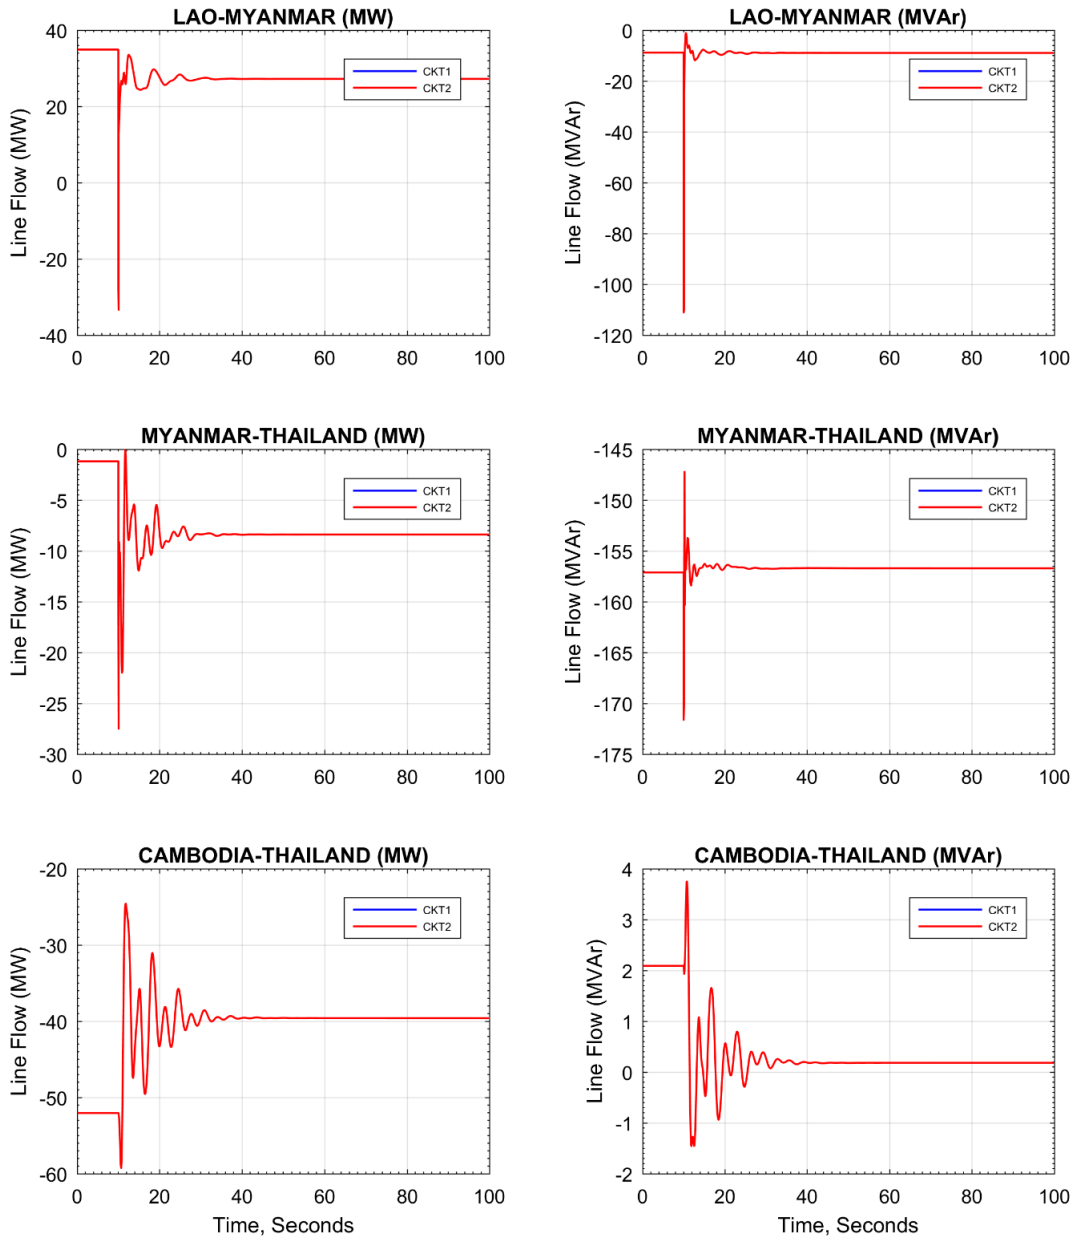 LAO-MYANMAR (MW)
Line Flow (MW)
40
20
0
-20
-40
0 20 40 60 80 100
CKT1
CKT2
LAO-MYANMAR (MVAr)
Line Flow (MVAr)
0
-20
-40
-60
-80
-100
-120
0 20 40 60 80 100
CKT1
CKT2
MYANMAR-THAILAND (MW)
Line Flow (MW)
0
-5
-10
-15
-20
-25
-30
0 20 40 60 80 100
CKT1
CKT2
MYANMAR-THAILAND (MVAr)
Line Flow (MVAr)
-145
-150
-155
-160
-165
-170
-175
0 20 40 60 80 100
CKT1
CKT2
CAMBODIA-THAILAND (MW)
Line Flow (MW)
-20
-30
-40
-50
-60
0 20 40 60 80 100
Time, Seconds
CKT1
CKT2
CAMBODIA-THAILAND (MVAr)
Line Flow (MVAr)
4
3
2
1
0
-1
-2
0 20 40 60 80 100
Time, Seconds
CKT1
CKT2